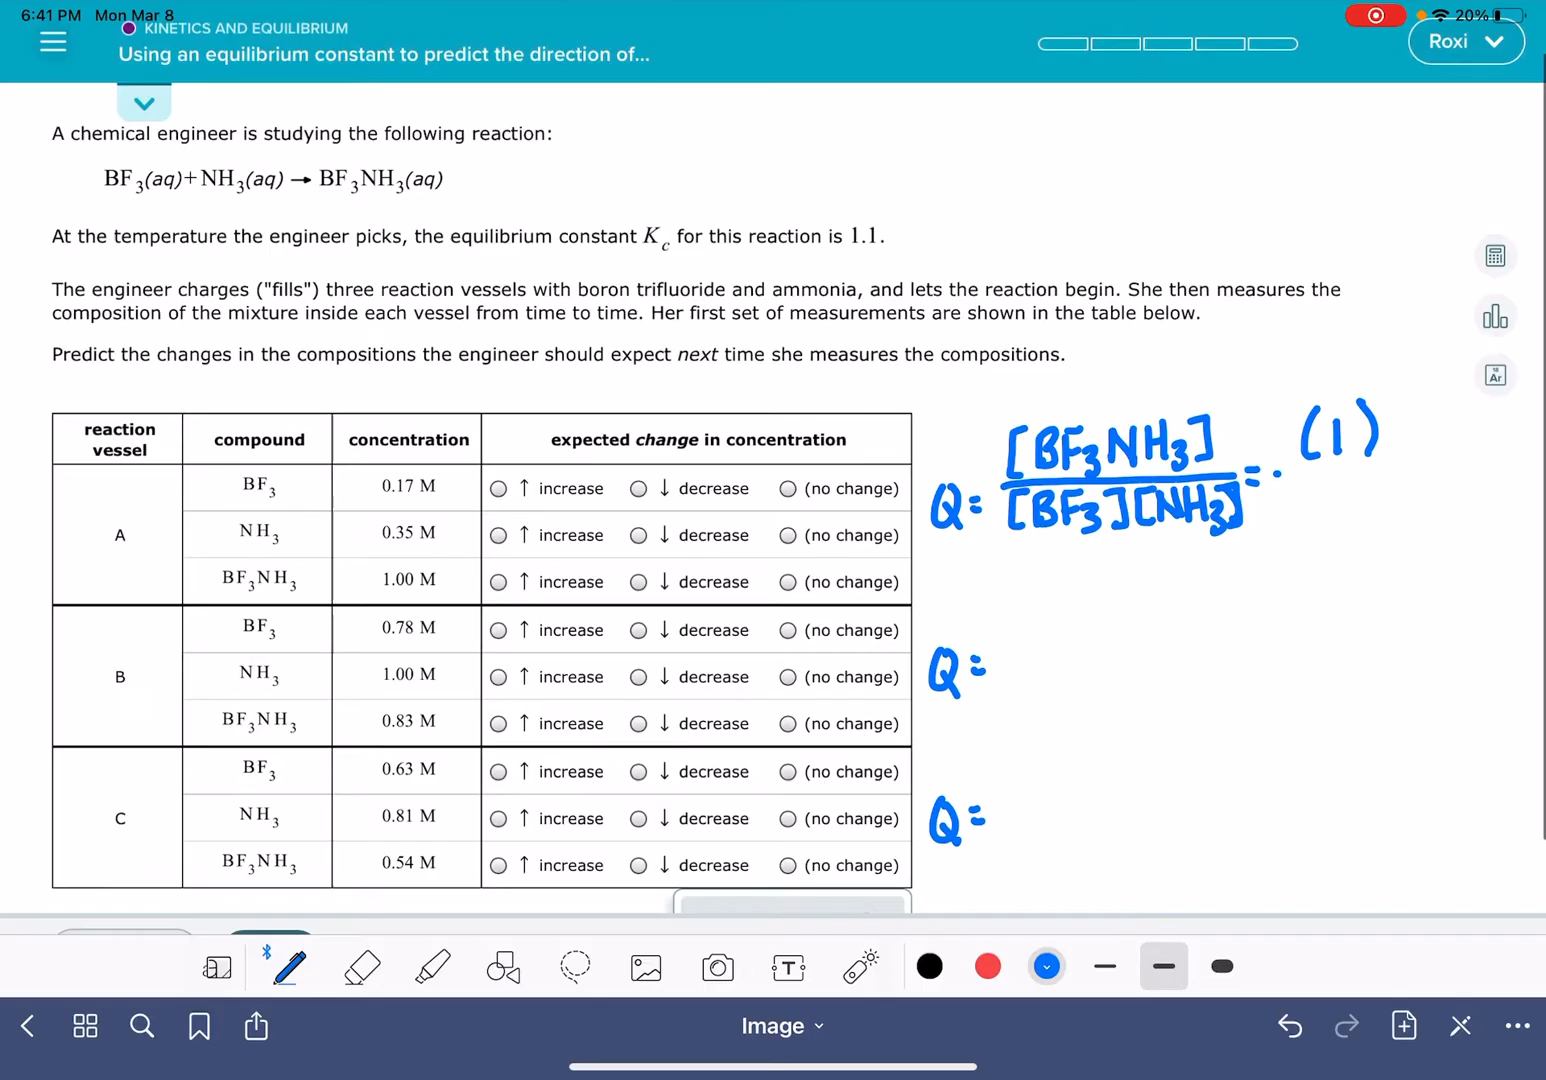 6:41 PM Mon Mar 8
20%
KINETICS AND EQUILIBRIUM
Using an equilibrium constant to predict the direction of...
Roxi
A chemical engineer is studying the following reaction:
BF₃(aq)+NH₃(aq) → BF₃NH₃(aq)
At the temperature the engineer picks, the equilibrium constant K_c for this reaction is 1.1.
The engineer charges ("fills") three reaction vessels with boron trifluoride and ammonia, and lets the reaction begin. She then measures the
composition of the mixture inside each vessel from time to time. Her first set of measurements are shown in the table below.
Predict the changes in the compositions the engineer should expect next time she measures the compositions.
reaction vessel compound concentration expected change in concentration
A
BF₃ 0.17 M ↑ increase ↓ decrease (no change)
NH₃ 0.35 M ↑ increase ↓ decrease (no change)
BF₃NH₃ 1.00 M ↑ increase ↓ decrease (no change)
B
BF₃ 0.78 M ↑ increase ↓ decrease (no change)
NH₃ 1.00 M ↑ increase ↓ decrease (no change)
BF₃NH₃ 0.83 M ↑ increase ↓ decrease (no change)
C
BF₃ 0.63 M ↑ increase ↓ decrease (no change)
NH₃ 0.81 M ↑ increase ↓ decrease (no change)
BF₃NH₃ 0.54 M ↑ increase ↓ decrease (no change)
Q = [BF₃NH₃] / [BF₃][NH₃] = . (1)
Q =
Q =
18
Ar
a
T
Image